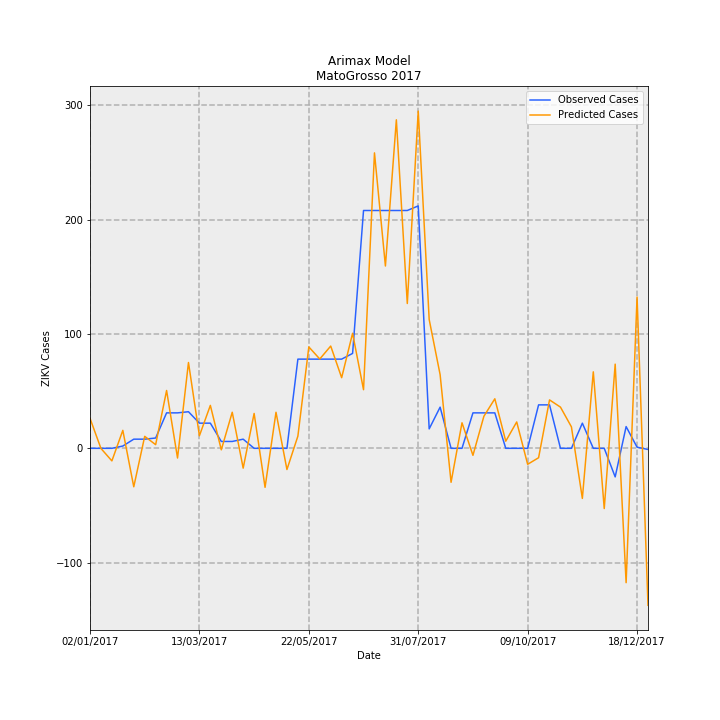 Arimax Model
MatoGrosso 2017
Observed Cases
Predicted Cases
300
200
100
0
−100
ZIKV Cases
02/01/2017 13/03/2017 22/05/2017 31/07/2017 09/10/2017 18/12/2017
Date